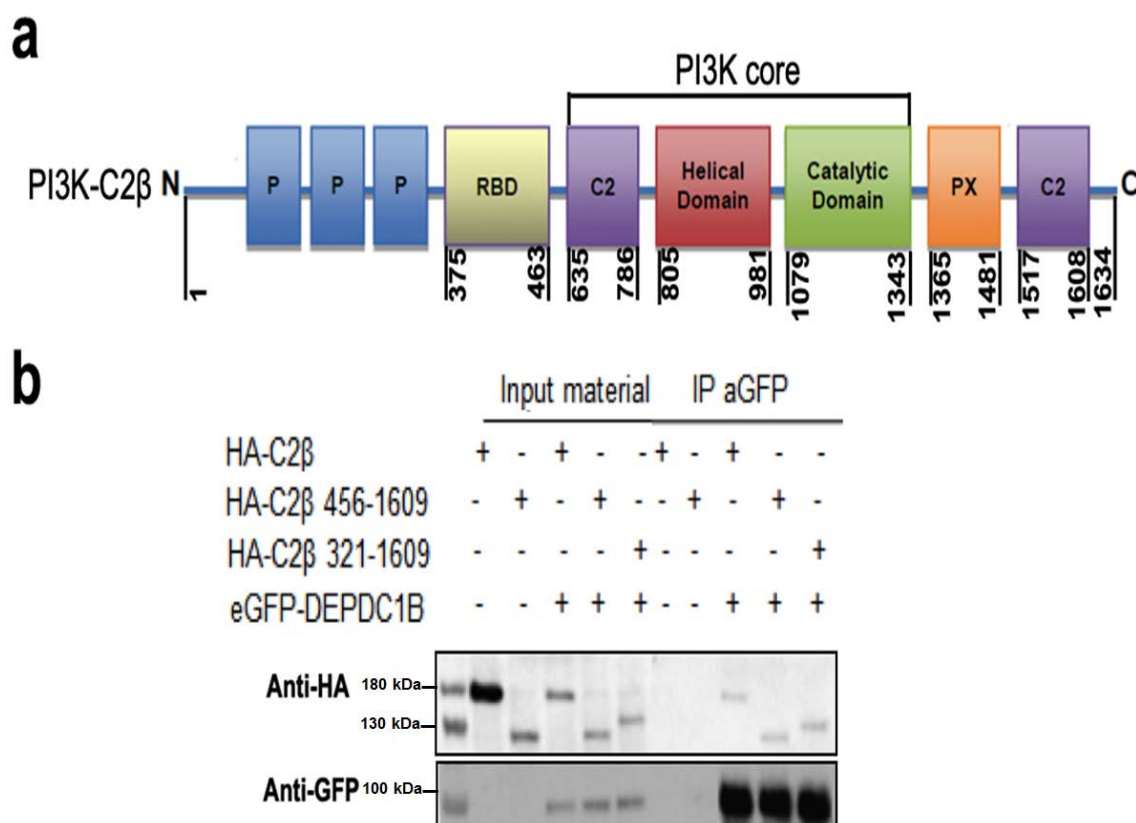 a
PI3K core
PI3K-C2β N P P P RBD C2 Helical Domain Catalytic Domain PX C2 C
1 375 463 635 786 805 981 1079 1343 1365 1481 1517 1608 1634
b
Input material IP aGFP
HA-C2β + - + - - + - + - -
HA-C2β 456-1609 - + - + - - + - + -
HA-C2β 321-1609 - - - - + - - - - +
eGFP-DEPDC1B - - + + + - - + + +
Anti-HA 180 kDa
130 kDa
Anti-GFP 100 kDa